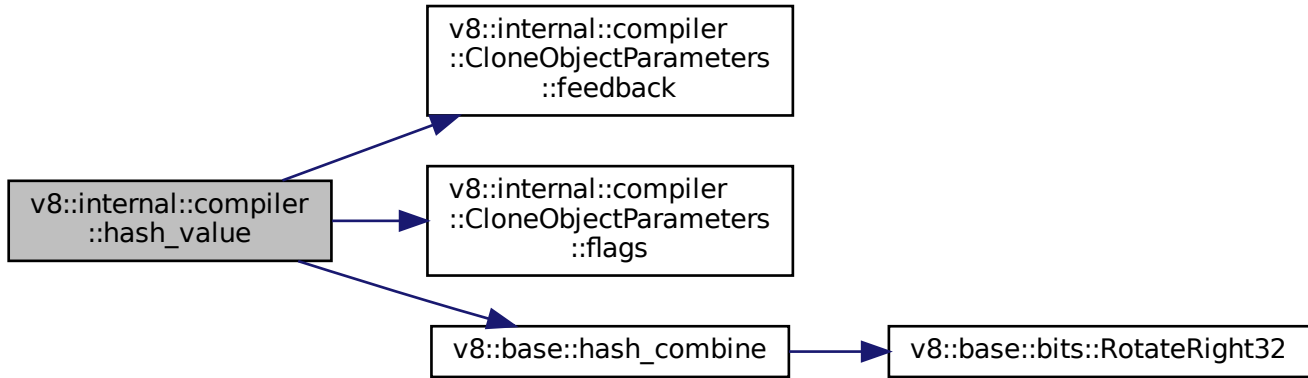 v8::internal::compiler
::hash_value
v8::internal::compiler
::CloneObjectParameters
::feedback
v8::internal::compiler
::CloneObjectParameters
::flags
v8::base::hash_combine
v8::base::bits::RotateRight32